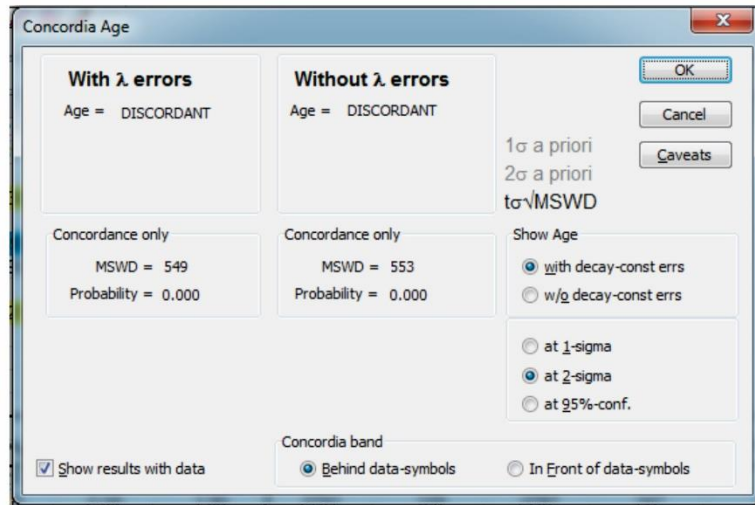 Concordia Age
With λ errors
Age = DISCORDANT
Without λ errors
Age = DISCORDANT
OK
Cancel
Caveats
1σ a priori
2σ a priori
tσ√MSWD
Concordance only
MSWD = 549
Probability = 0.000
Concordance only
MSWD = 553
Probability = 0.000
Show Age
with decay-const errs
w/o decay-const errs
at 1-sigma
at 2-sigma
at 95%-conf.
Show results with data
Concordia band
Behind data-symbols
In Front of data-symbols